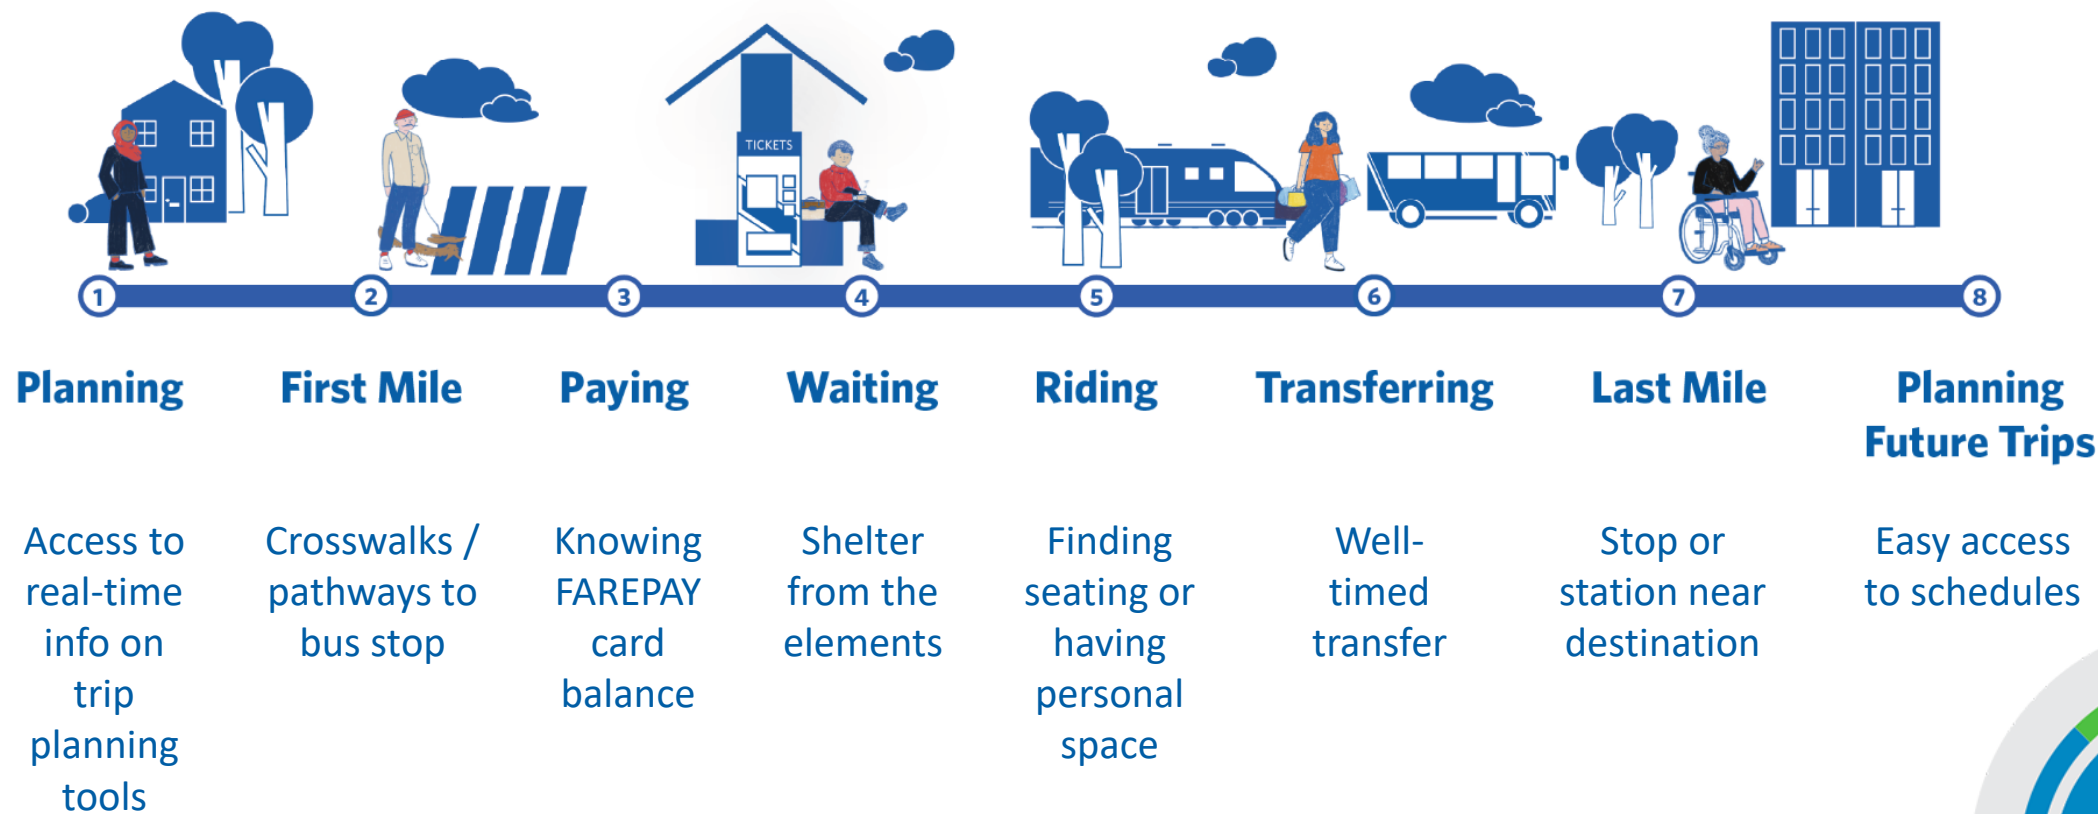 TICKETS
1
2
3
4
5
6
7
8
Planning
First Mile
Paying
Waiting
Riding
Transferring
Last Mile
Planning
Future Trips
Access to
real-time
info on
trip
planning
tools
Crosswalks /
pathways to
bus stop
Knowing
FAREPAY
card
balance
Shelter
from the
elements
Finding
seating or
having
personal
space
Well-
timed
transfer
Stop or
station near
destination
Easy access
to schedules